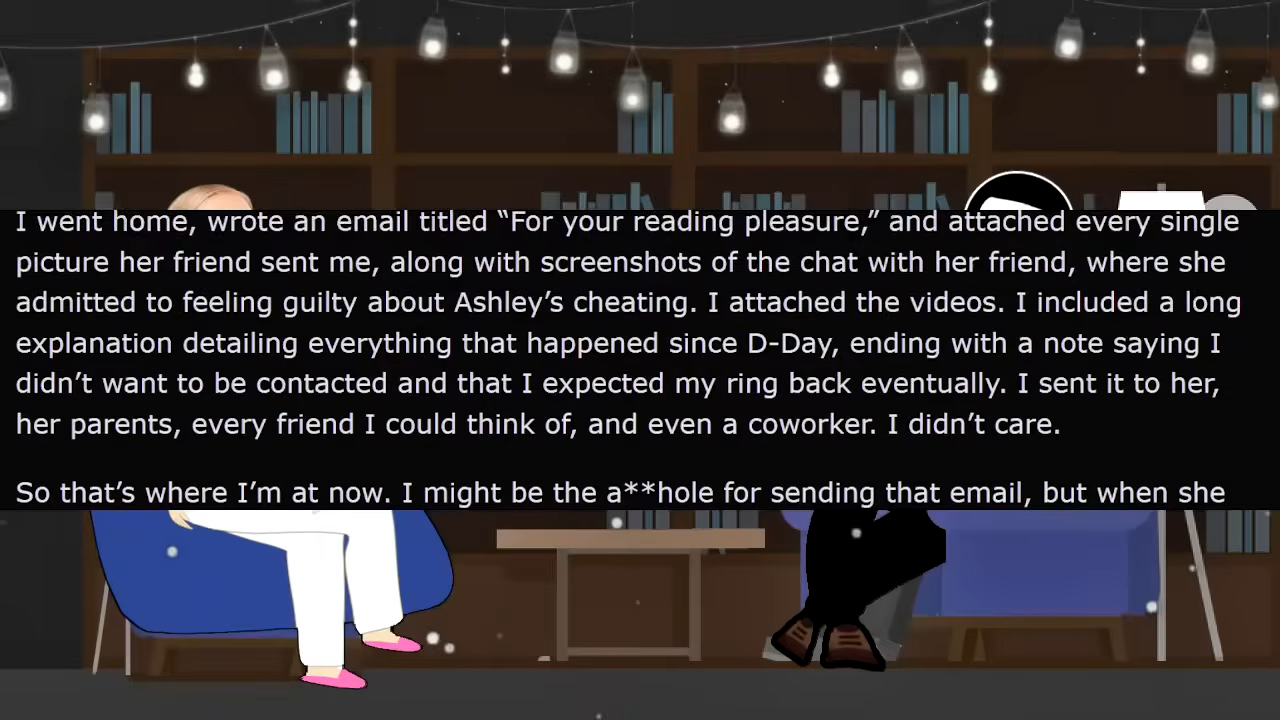 I went home, wrote an email titled “For your reading pleasure,” and attached every single
picture her friend sent me, along with screenshots of the chat with her friend, where she
admitted to feeling guilty about Ashley’s cheating. I attached the videos. I included a long
explanation detailing everything that happened since D-Day, ending with a note saying I
didn’t want to be contacted and that I expected my ring back eventually. I sent it to her,
her parents, every friend I could think of, and even a coworker. I didn’t care.
So that’s where I’m at now. I might be the a**hole for sending that email, but when she